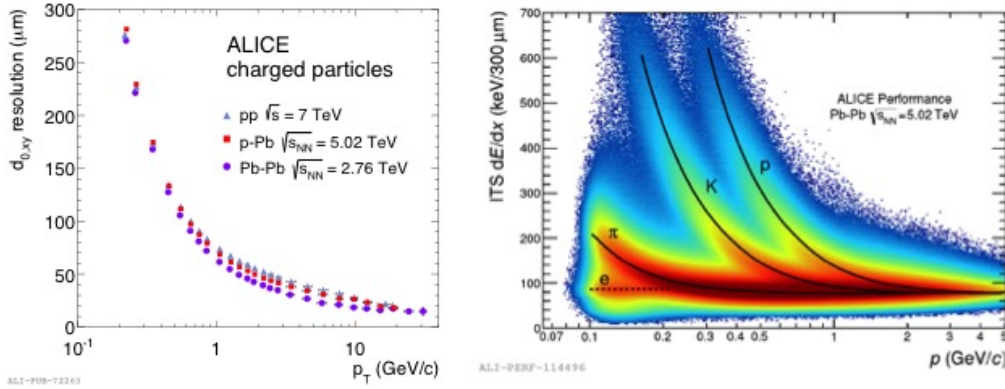 d0,xy resolution (μm)
300
250
200
150
100
50
0
ALICE
charged particles
pp √s = 7 TeV
p-Pb √sNN = 5.02 TeV
Pb-Pb √sNN = 2.76 TeV
10-1
1
10
pT (GeV/c)
ALI-PUB-72263
ITS dE/dx (keV/300 μm)
700
600
500
400
300
200
100
0
ALICE Performance
Pb-Pb √sNN = 5.02 TeV
π
e
K
p
0.07 0.1 0.2 0.3 0.4 0.5 1 2 3 4 5
p (GeV/c)
ALI-PERF-114496